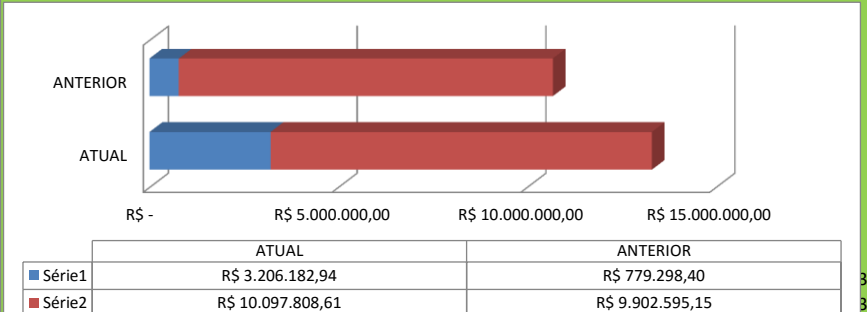 ANTERIOR
ATUAL
R$ - R$ 5.000.000,00 R$ 10.000.000,00 R$ 15.000.000,00
ATUAL ANTERIOR
Série1 R$ 3.206.182,94 R$ 779.298,40
Série2 R$ 10.097.808,61 R$ 9.902.595,15